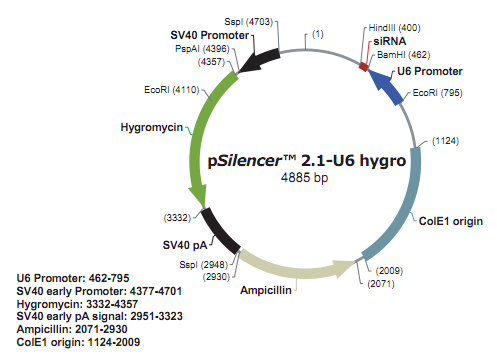 SspI (4703)
(1)
HindIII (400)
SV40 Promoter
siRNA
PspAI (4396)
BamHI (462)
(4357)
U6 Promoter
EcoRI (4110)
EcoRI (795)
Hygromycin
(1124)
pSilencer™ 2.1-U6 hygro
4885 bp
(3332)
ColE1 origin
SV40 pA
SspI (2948)
(2930)
(2009)
(2071)
Ampicillin
U6 Promoter: 462-795
SV40 early Promoter: 4377-4701
Hygromycin: 3332-4357
SV40 early pA signal: 2951-3323
Ampicillin: 2071-2930
ColE1 origin: 1124-2009